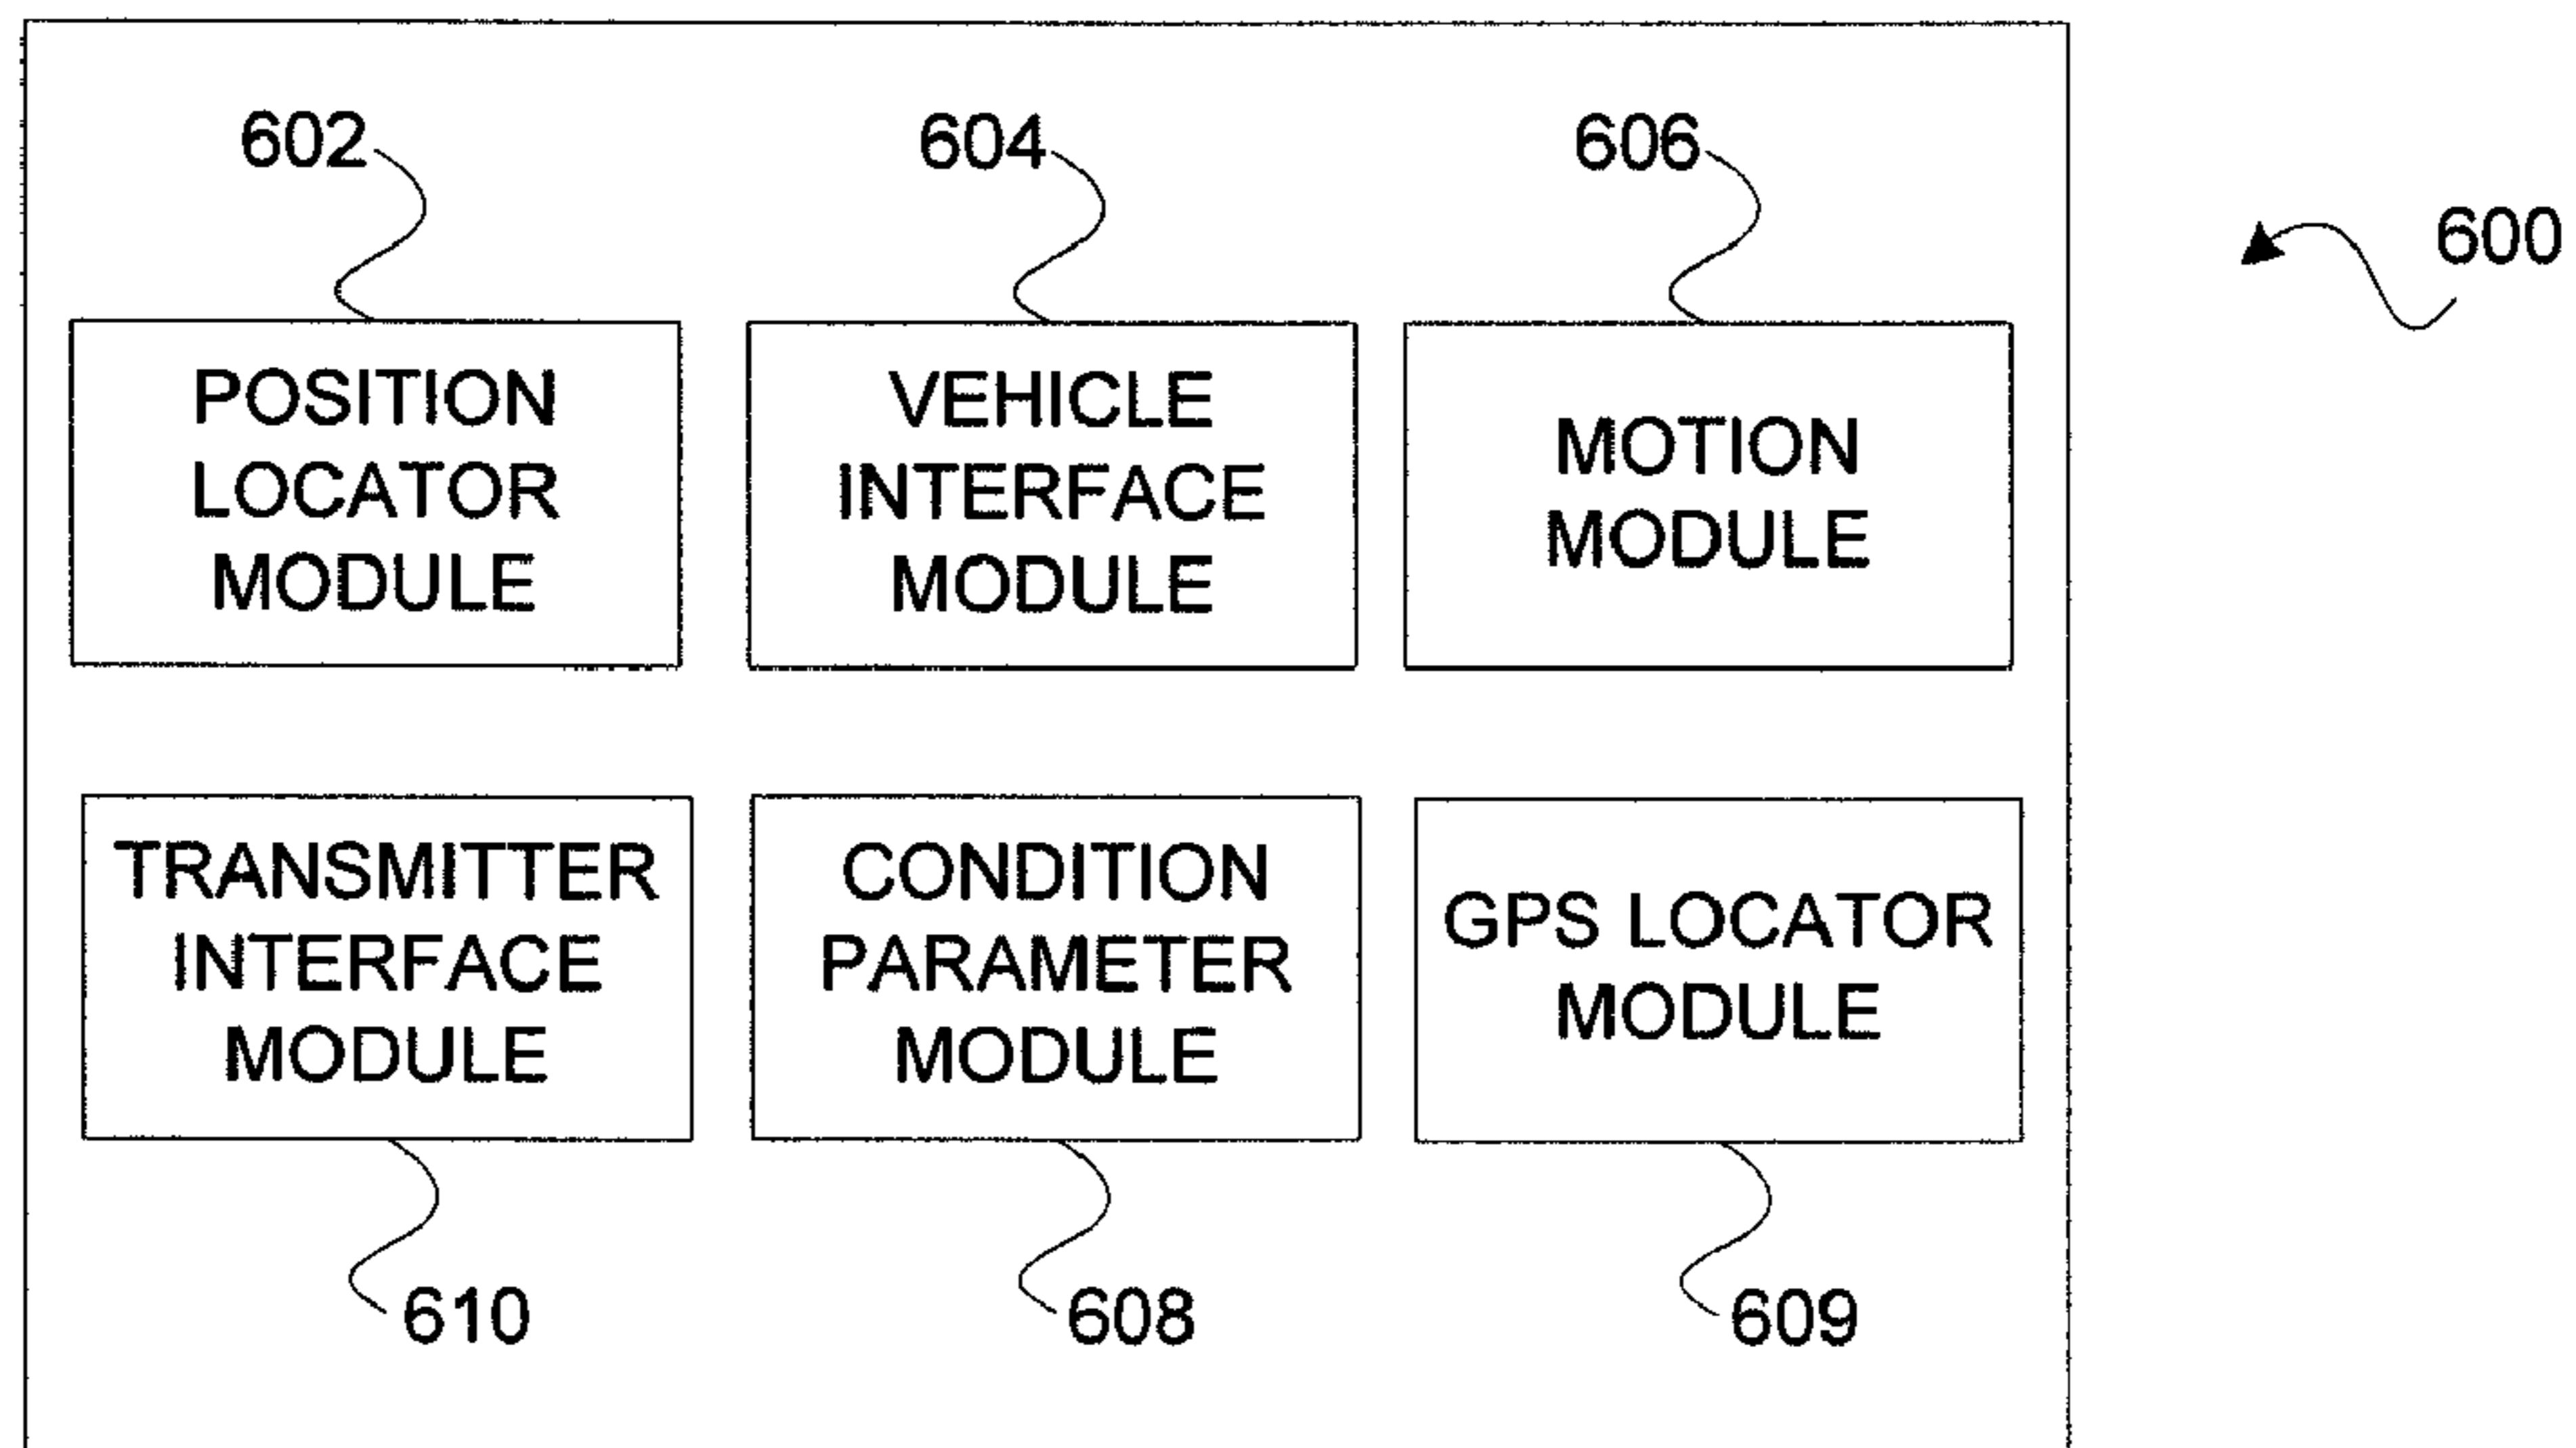 602
604
606
600
POSITION
LOCATOR
MODULE
VEHICLE
INTERFACE
MODULE
MOTION
MODULE
TRANSMITTER
INTERFACE
MODULE
CONDITION
PARAMETER
MODULE
GPS LOCATOR
MODULE
610
608
609